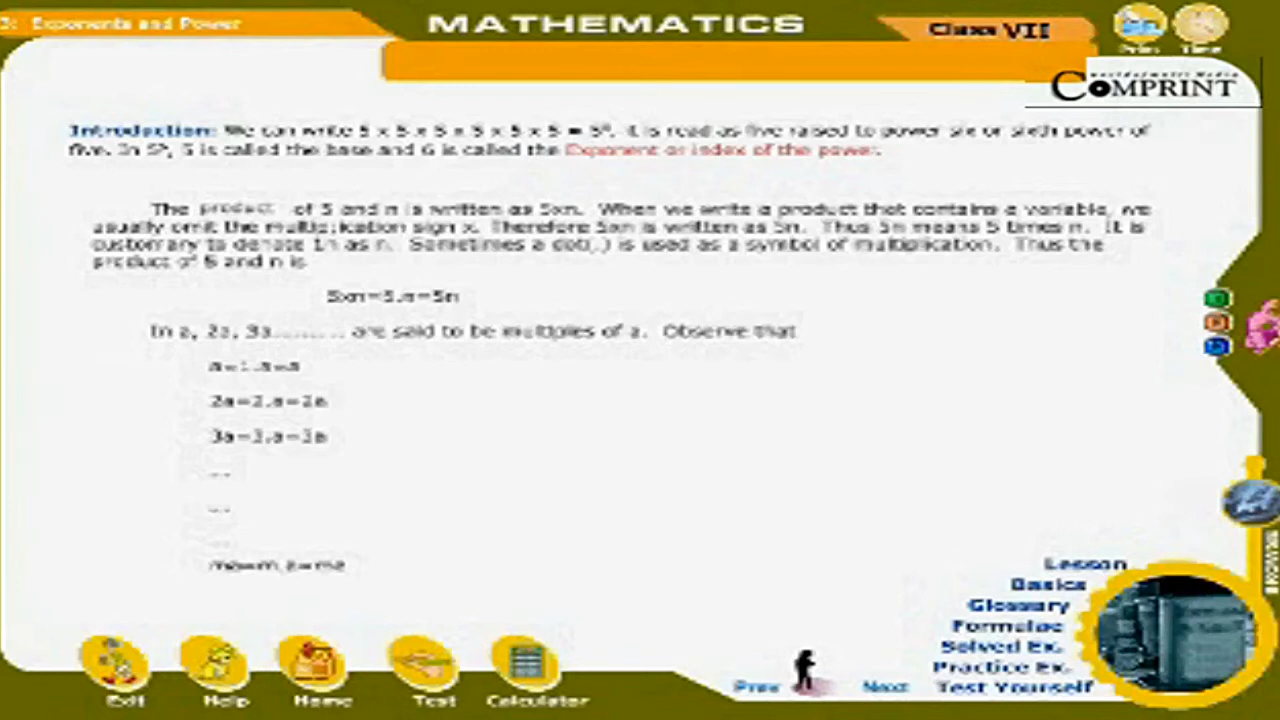 3: Exponents and Power
MATHEMATICS
Class VII
Print
Time
COMPRINT
Introduction: We can write 5 x 5 x 5 x 5 x 5 x 5 x 5 = 5⁶. it is read as five raised to power six or sixth power of
five. In 5⁶, 5 is called the base and 6 is called the Exponent or index of the power.
The product of 5 and n is written as 5xn. When we write a product that contains a variable, we
usually omit the multiplication sign x. Therefore 5xn is written as 5n. Thus 5n means 5 times n. It is
customary to denote 1n as n. Sometimes a dot(.) is used as a symbol of multiplication. Thus the
product of 5 and n is
5xn=5.n=5n
In a, 2a, 3a.......... are said to be multiples of a. Observe that
a=1.a=a
2a=2.a=2a
3a=3.a=3a
...
...
...
ma=m.a=ma
Lesson
Basics
Glossary
Formulae
Solved Ex.
Practice Ex.
Test Yourself
Exit
Help
Home
Test
Calculator
Prev
Next